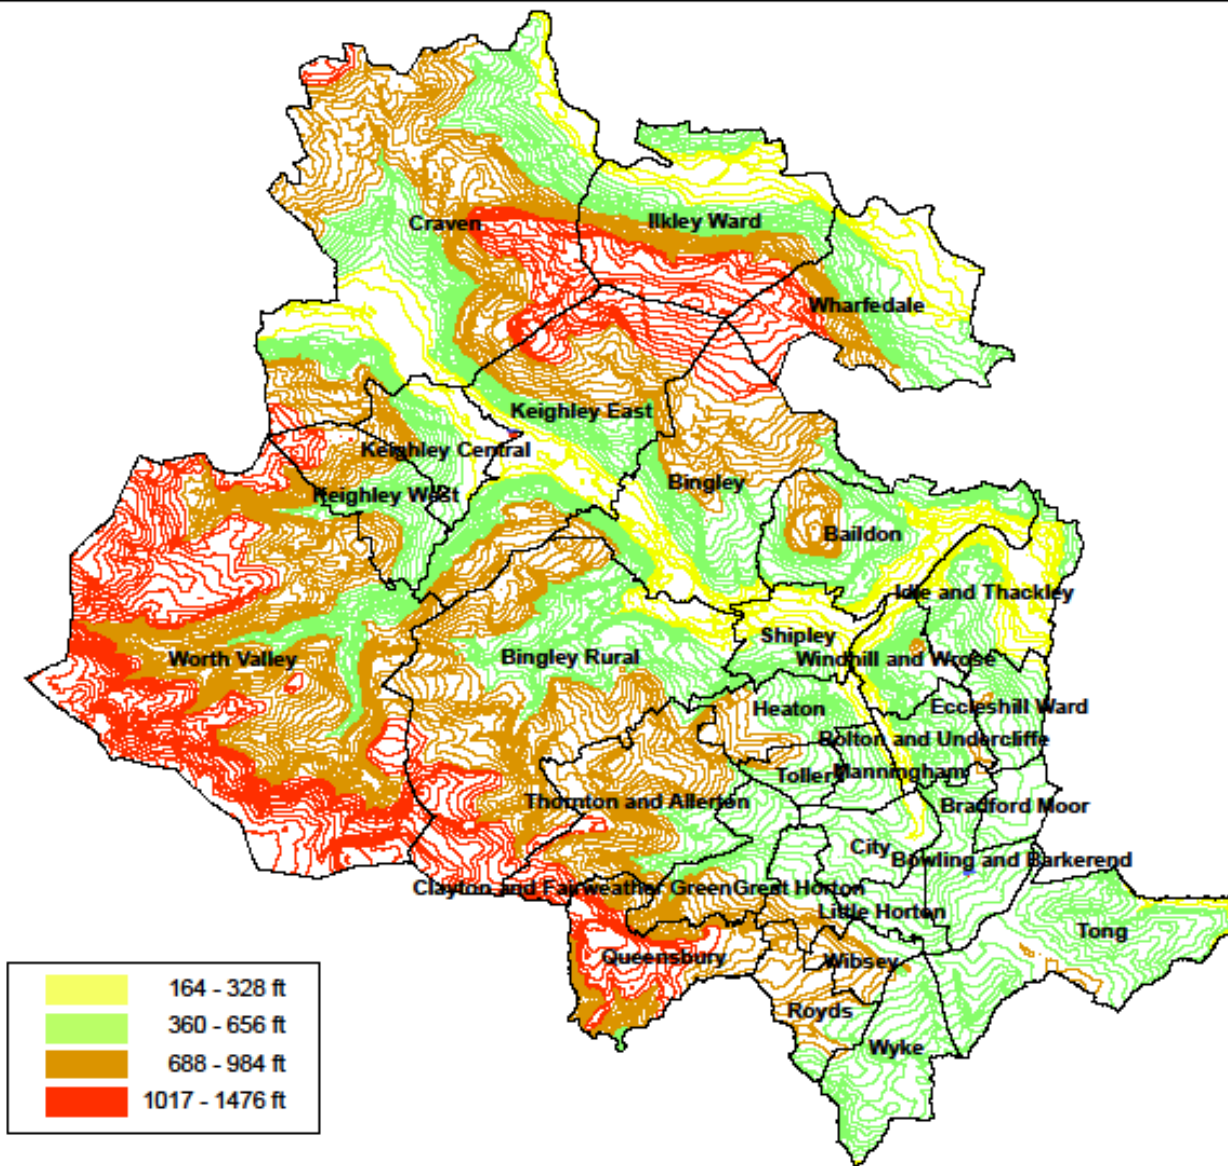 Craven
Ilkley Ward
Wharfedale
Keighley East
Keighley Central
Bingley
Keighley West
Baildon
Idle and Thackley
Shipley
Worth Valley
Bingley Rural
Windhill and Wrose
Heaton
Eccleshill Ward
Bolton and Undercliffe
Toller
Manningham
Thornton and Allerton
Bradford Moor
City
Bowling and Barkerend
Clayton and Fairweather Green
Great Horton
Little Horton
Tong
Queensbury
Wibsey
Royds
Wyke
164 - 328 ft
360 - 656 ft
688 - 984 ft
1017 - 1476 ft